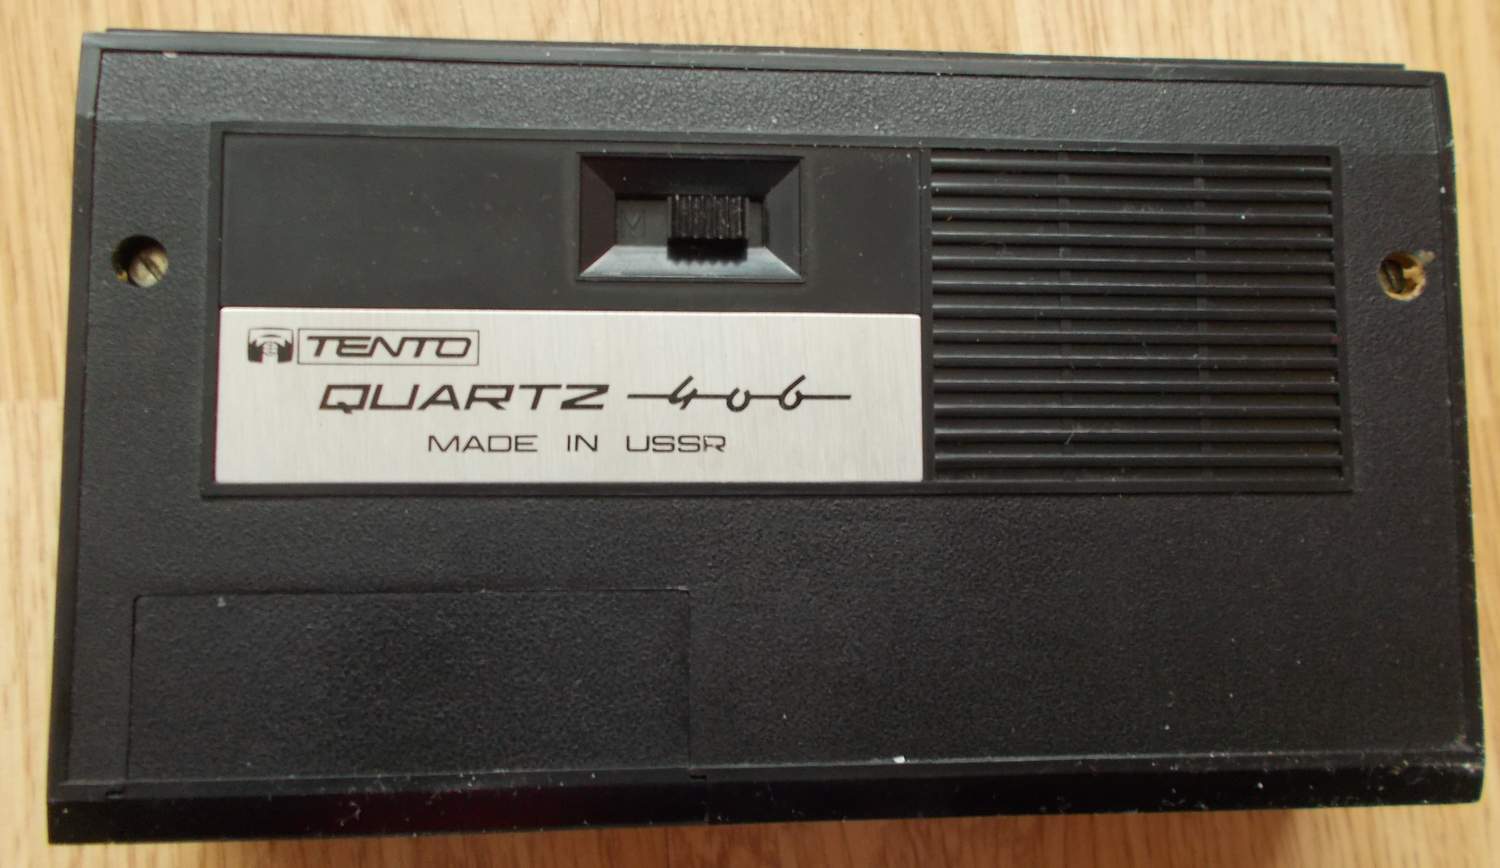 TENTO
QUARTZ 406
MADE IN USSR